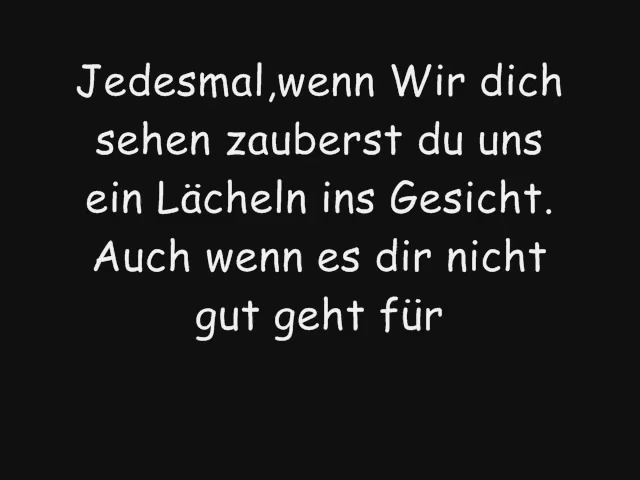 Jedesmal,wenn Wir dich
sehen zauberst du uns
ein Lächeln ins Gesicht.
Auch wenn es dir nicht
gut geht für